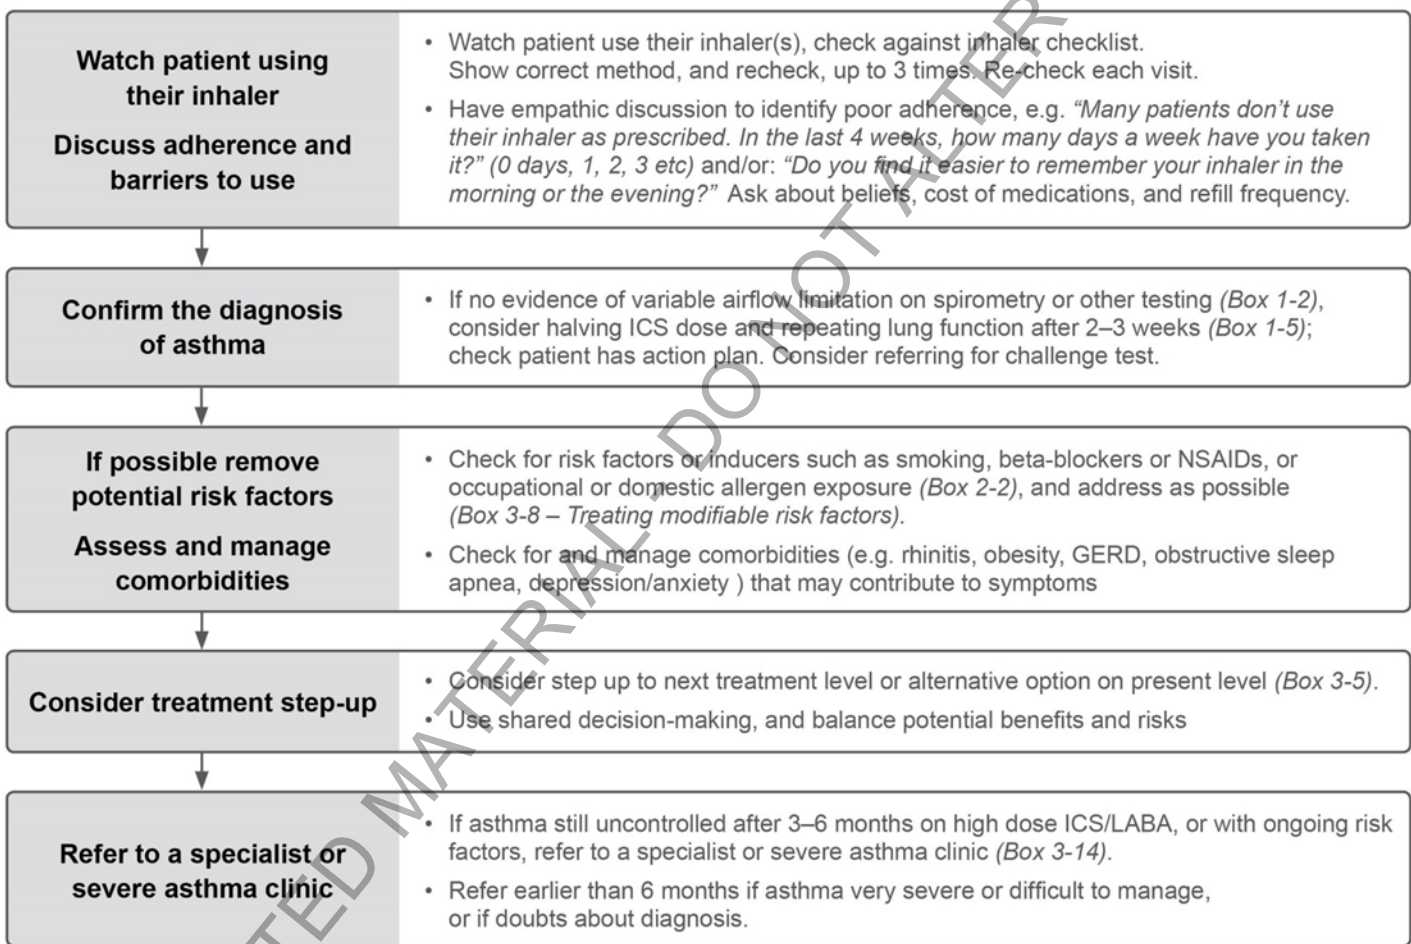 Watch patient using
their inhaler
Discuss adherence and
barriers to use
• Watch patient use their inhaler(s), check against inhaler checklist.
Show correct method, and recheck, up to 3 times. Re-check each visit.
• Have empathic discussion to identify poor adherence, e.g. “Many patients don’t use
their inhaler as prescribed. In the last 4 weeks, how many days a week have you taken
it?” (0 days, 1, 2, 3 etc) and/or: “Do you find it easier to remember your inhaler in the
morning or the evening?” Ask about beliefs, cost of medications, and refill frequency.
Confirm the diagnosis
of asthma
• If no evidence of variable airflow limitation on spirometry or other testing (Box 1-2),
consider halving ICS dose and repeating lung function after 2–3 weeks (Box 1-5);
check patient has action plan. Consider referring for challenge test.
If possible remove
potential risk factors
Assess and manage
comorbidities
• Check for risk factors or inducers such as smoking, beta-blockers or NSAIDs, or
occupational or domestic allergen exposure (Box 2-2), and address as possible
(Box 3-8 – Treating modifiable risk factors).
• Check for and manage comorbidities (e.g. rhinitis, obesity, GERD, obstructive sleep
apnea, depression/anxiety ) that may contribute to symptoms
Consider treatment step-up
• Consider step up to next treatment level or alternative option on present level (Box 3-5).
• Use shared decision-making, and balance potential benefits and risks
Refer to a specialist or
severe asthma clinic
• If asthma still uncontrolled after 3–6 months on high dose ICS/LABA, or with ongoing risk
factors, refer to a specialist or severe asthma clinic (Box 3-14).
• Refer earlier than 6 months if asthma very severe or difficult to manage,
or if doubts about diagnosis.
TED MATERIAL - DO NOT ALTER